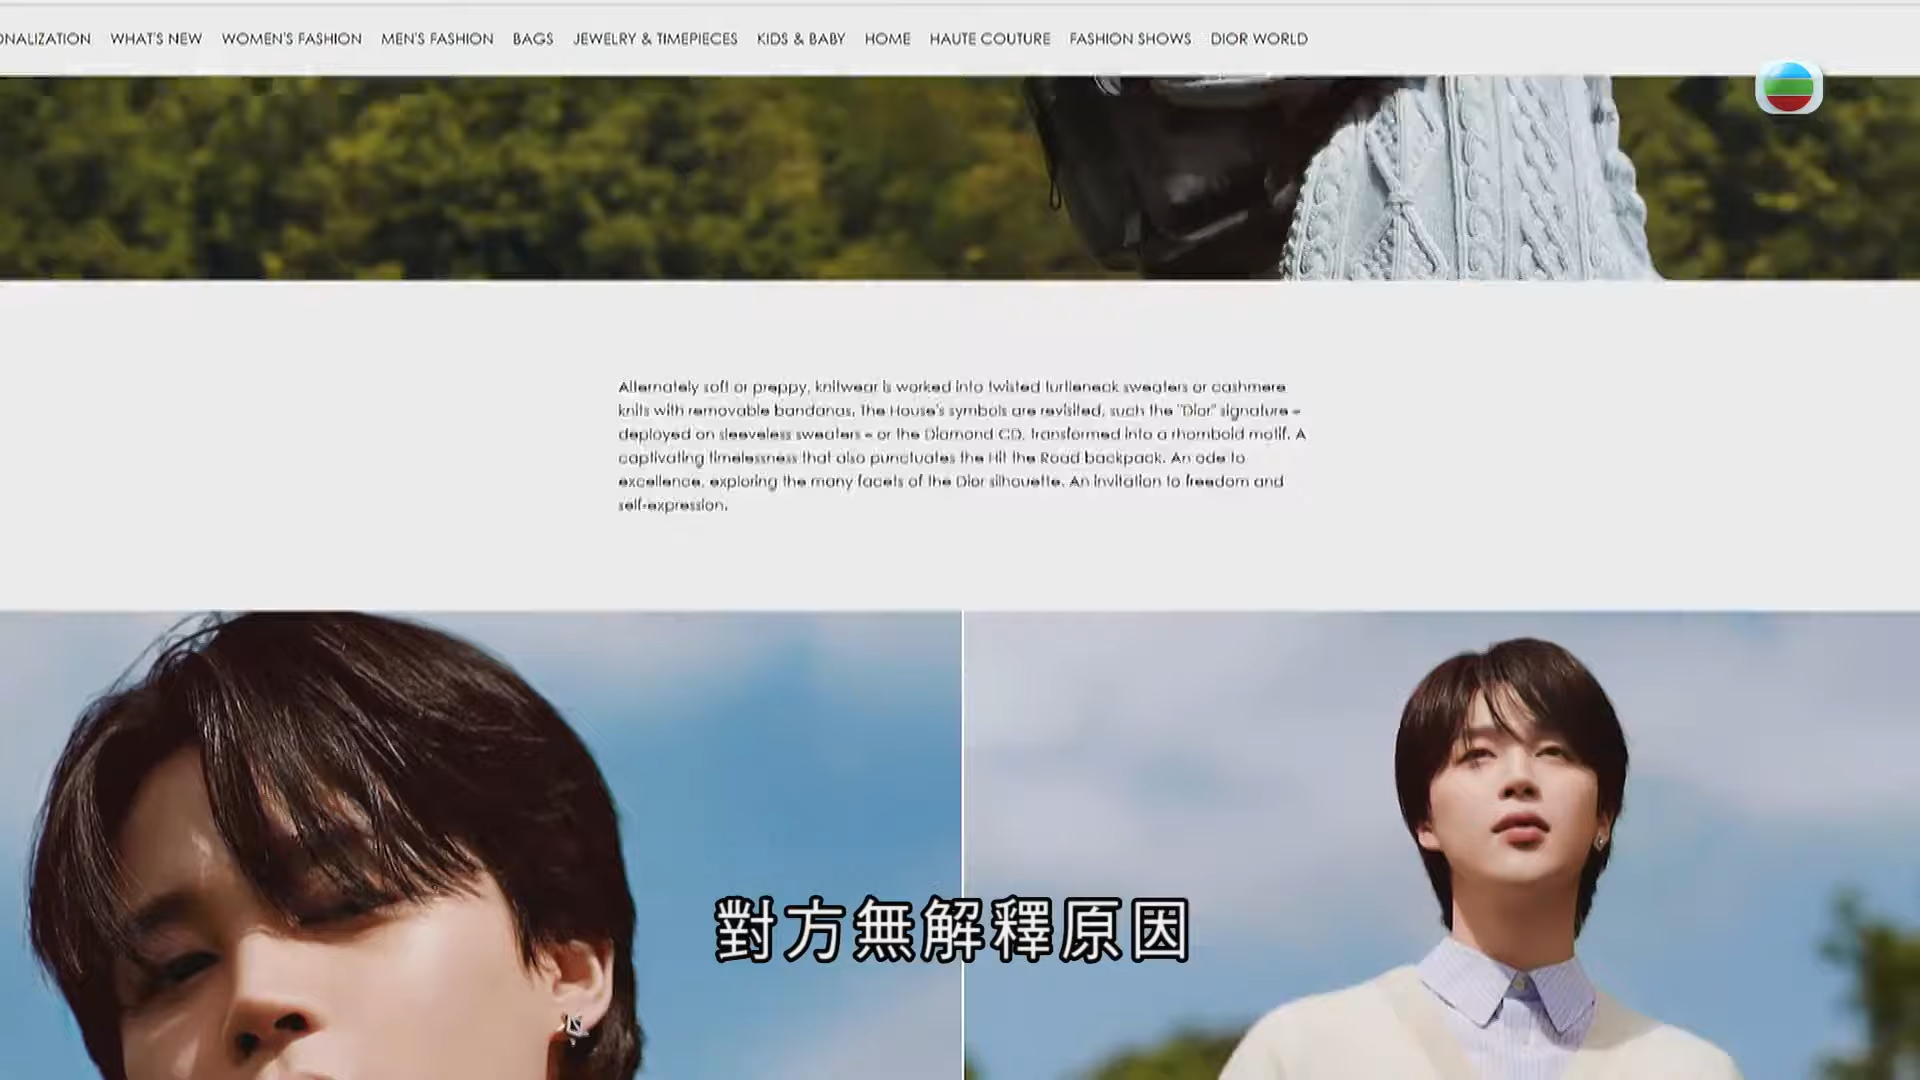 ONALIZATION WHAT'S NEW WOMEN'S FASHION MEN'S FASHION BAGS JEWELRY & TIMEPIECES KIDS & BABY HOME HAUTE COUTURE FASHION SHOWS DIOR WORLD
Alternately soft or preppy, knitwear is worked into twisted turtleneck sweaters or cashmere
knits with removable bandanas. The House's symbols are revisited, such the "Dior" signature –
deployed on sleeveless sweaters – or the Diamond CD, transformed into a rhomboid motif. A
captivating timelessness that also punctuates the Hit the Road backpack. An ode to
excellence, exploring the many facets of the Dior silhouette. An invitation to freedom and
self-expression.
對方無解釋原因